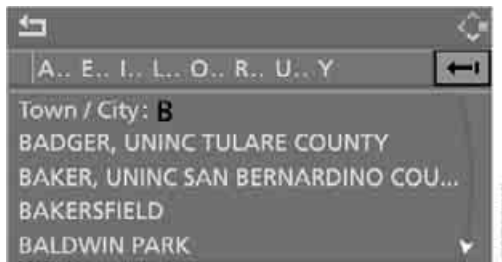 A.. E.. I.. L.. O.. R.. U.. Y
Town / City: B
BADGER, UNINC TULARE COUNTY
BAKER, UNINC SAN BERNARDINO COU...
BAKERSFIELD
BALDWIN PARK